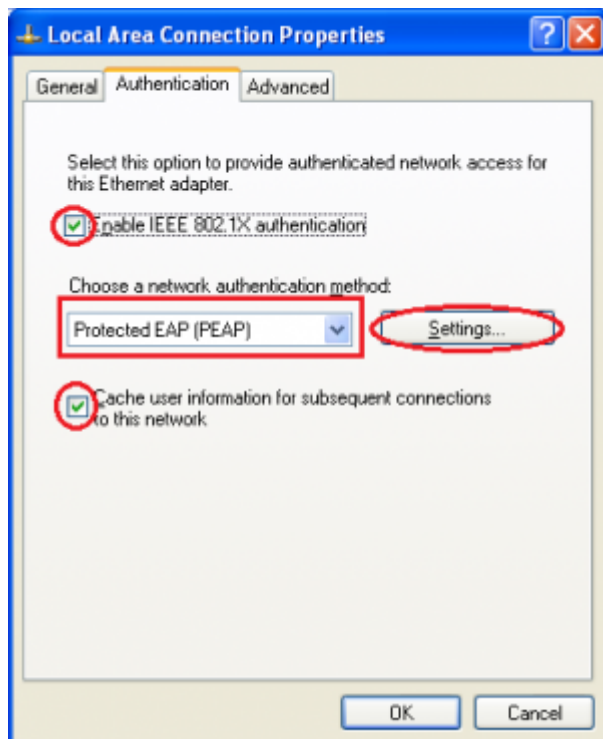 Local Area Connection Properties
General Authentication Advanced
Select this option to provide authenticated network access for
this Ethernet adapter.
Enable IEEE 802.1X authentication
Choose a network authentication method:
Protected EAP (PEAP) Settings...
Cache user information for subsequent connections
to this network
OK Cancel